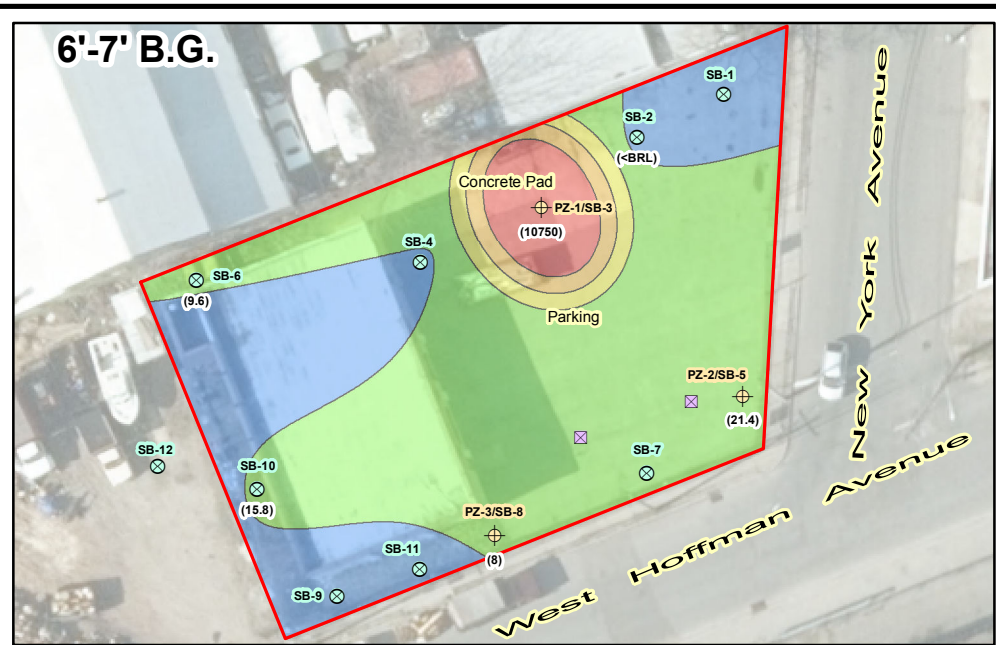 6'-7' B.G.
SB-1
SB-2
(<BRL)
Concrete Pad
PZ-1/SB-3
(10750)
SB-4
SB-6
(9.6)
Parking
PZ-2/SB-5
(21.4)
SB-12
SB-10
(15.8)
SB-7
PZ-3/SB-8
(8)
SB-11
SB-9
New York Avenue
West Hoffman Avenue